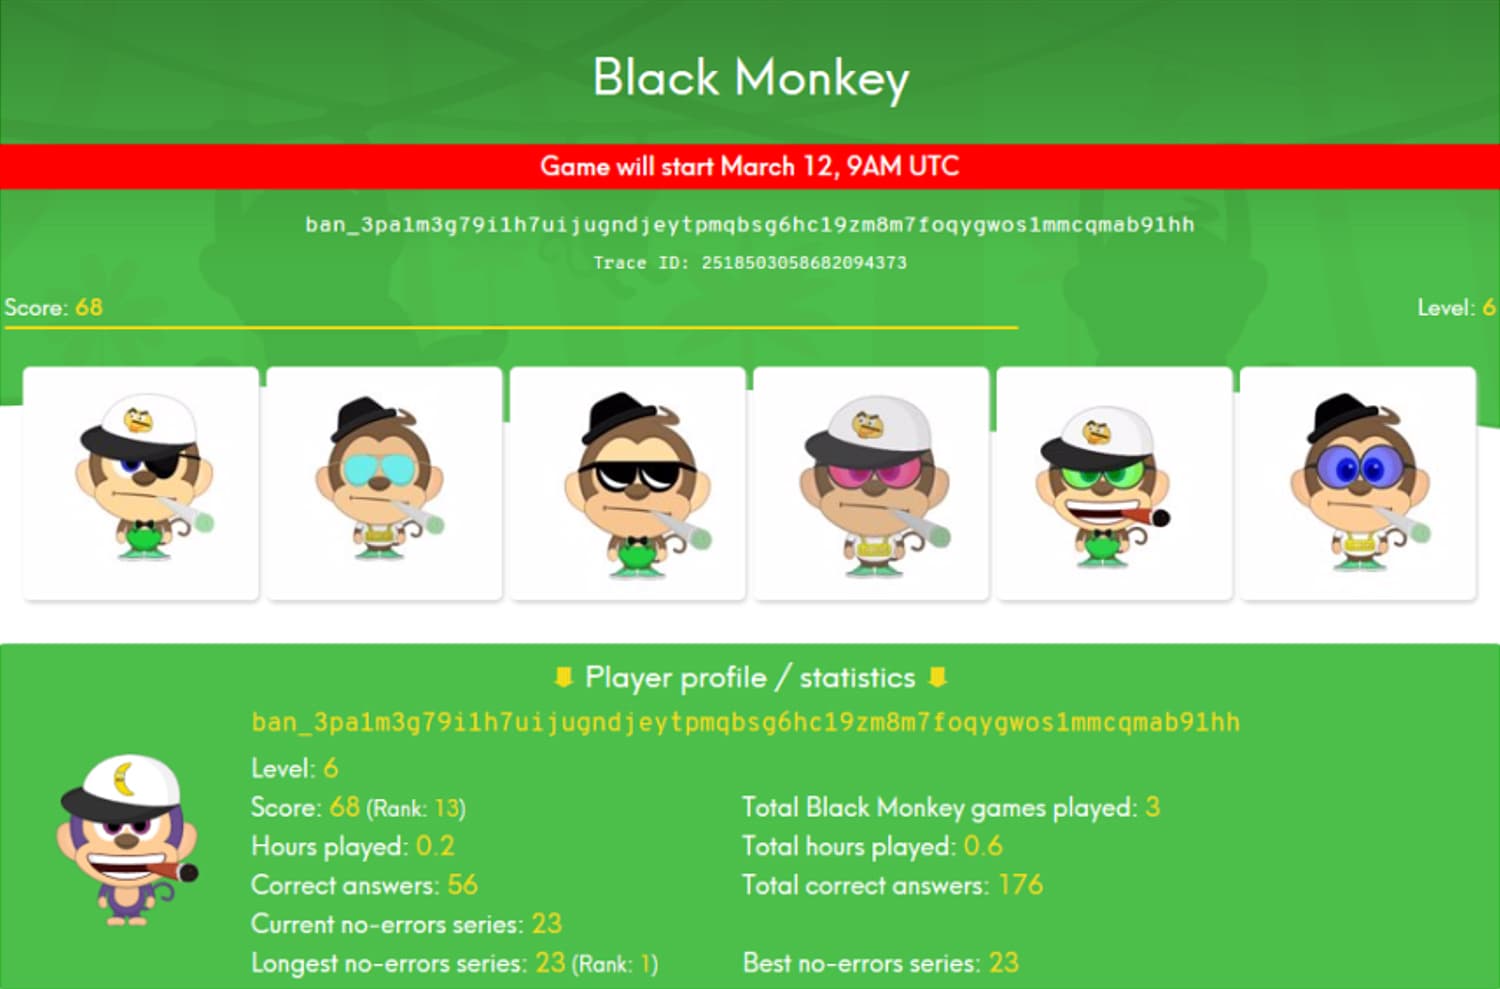 Black Monkey
Game will start March 12, 9AM UTC
ban_3pa1m3g79i1h7uijugndjeytpmqbsg6hc19zm8m7foqygwos1mmcqmab91hh
Trace ID: 2518503058682094373
Score: 68 Level: 6
Player profile / statistics
ban_3pa1m3g79i1h7uijugndjeytpmqbsg6hc19zm8m7foqygwos1mmcqmab91hh
Level: 6
Score: 68 (Rank: 13) Total Black Monkey games played: 3
Hours played: 0.2 Total hours played: 0.6
Correct answers: 56 Total correct answers: 176
Current no-errors series: 23
Longest no-errors series: 23 (Rank: 1) Best no-errors series: 23